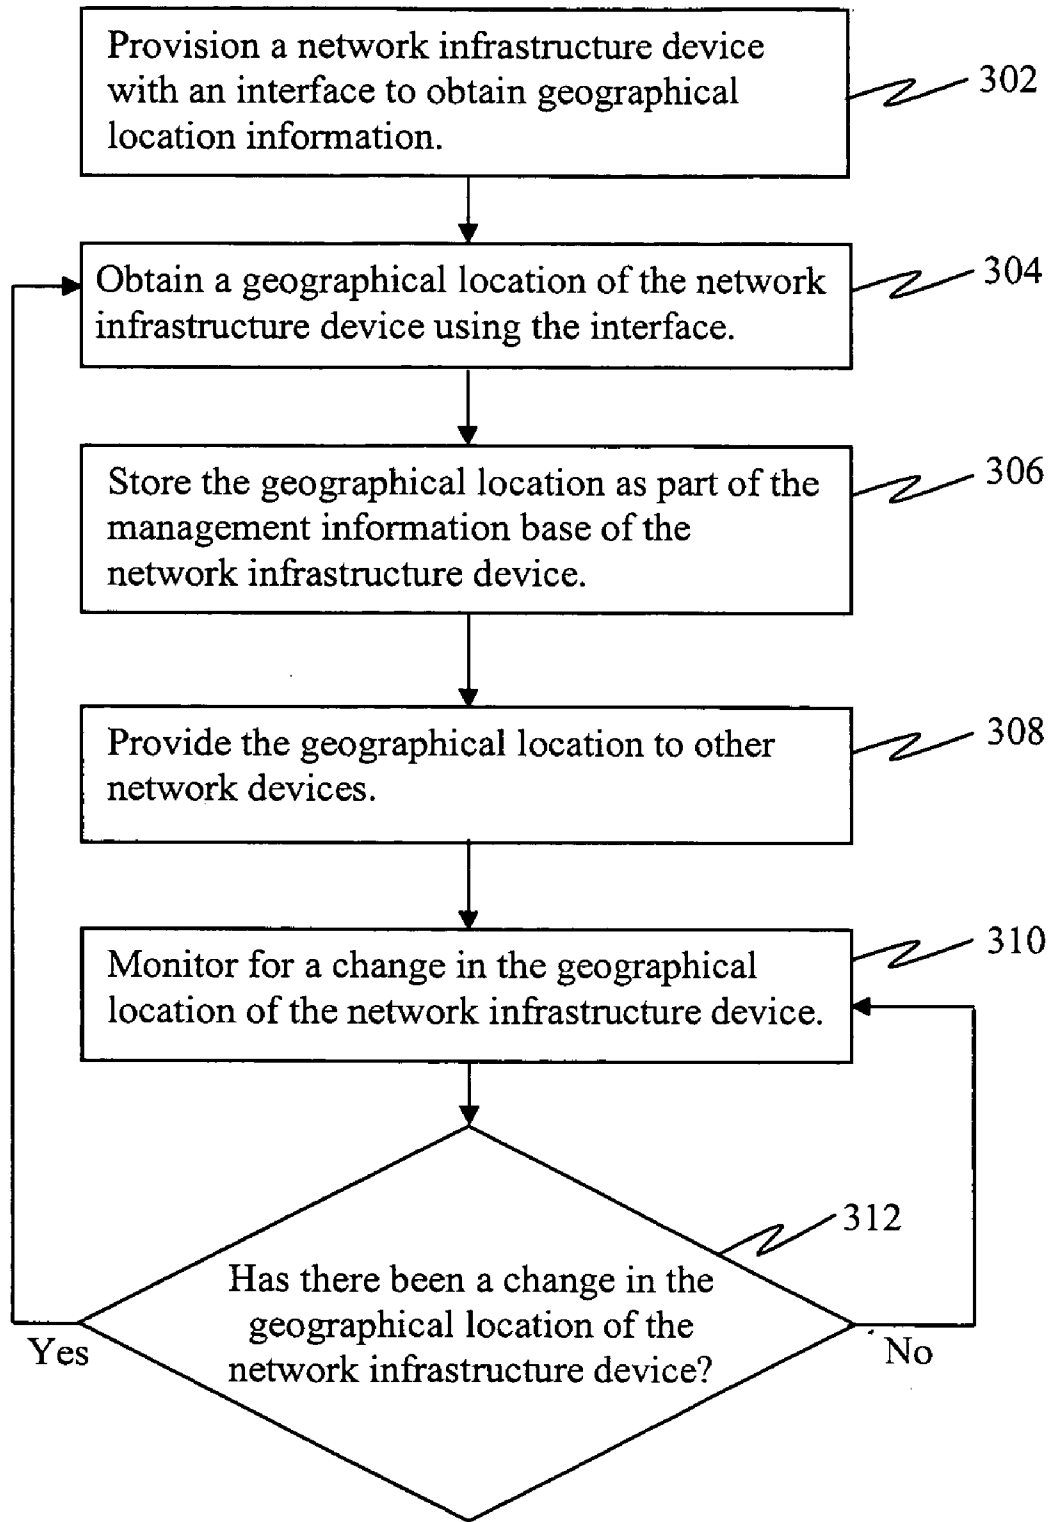 Provision a network infrastructure device
with an interface to obtain geographical
location information.
302
Obtain a geographical location of the network
infrastructure device using the interface.
304
Store the geographical location as part of the
management information base of the
network infrastructure device.
306
Provide the geographical location to other
network devices.
308
Monitor for a change in the geographical
location of the network infrastructure device.
310
312
Has there been a change in the
geographical location of the
network infrastructure device?
Yes
No